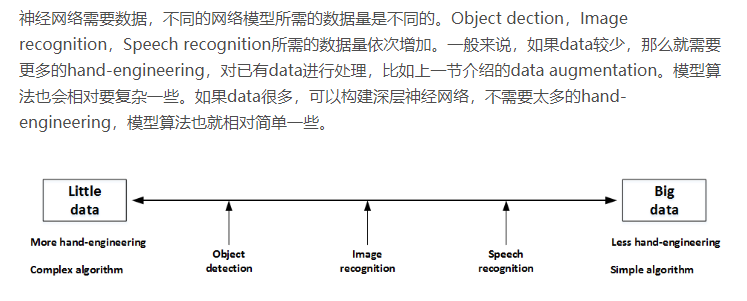 神经网络需要数据，不同的网络模型所需的数据量是不同的。Object dection，Image
recognition，Speech recognition所需的数据量依次增加。一般来说，如果data较少，那么就需要
更多的hand-engineering，对已有data进行处理，比如上一节介绍的data augmentation。模型算
法也会相对要复杂一些。如果data很多，可以构建深层神经网络，不需要太多的hand-
engineering，模型算法也就相对简单一些。
Little
data
Big
data
More hand-engineering
Complex algorithm
Object
detection
Image
recognition
Speech
recognition
Less hand-engineering
Simple algorithm